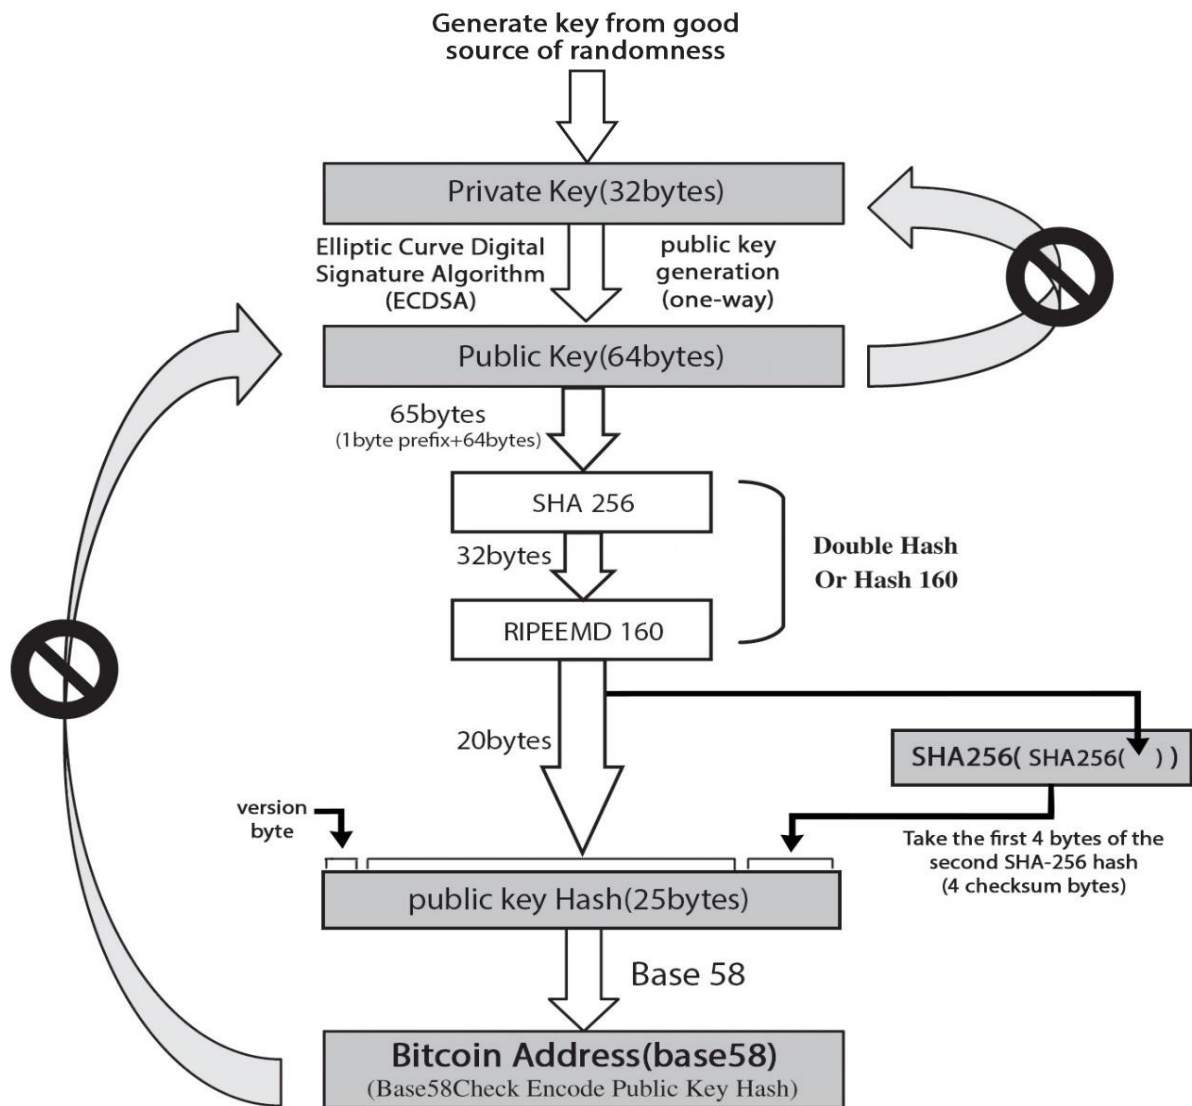 Generate key from good
source of randomness
Private Key(32bytes)
Elliptic Curve Digital
Signature Algorithm
(ECDSA)
public key
generation
(one-way)
Public Key(64bytes)
65bytes
(1byte prefix+64bytes)
SHA 256
32bytes
Double Hash
Or Hash 160
RIPEEMD 160
20bytes
SHA256( SHA256( ) )
version
byte
Take the first 4 bytes of the
second SHA-256 hash
(4 checksum bytes)
public key Hash(25bytes)
Base 58
Bitcoin Address(base58)
(Base58Check Encode Public Key Hash)